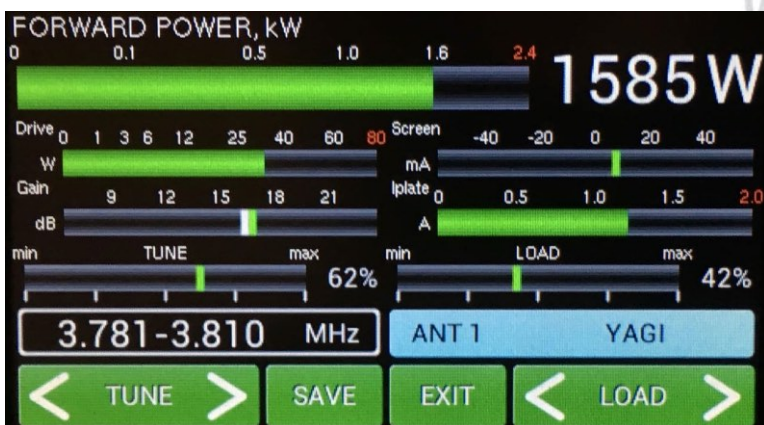 FORWARD POWER, kW
0 0.1 0.5 1.0 1.6 2.4
1585 W
Drive 0 1 3 6 12 25 40 60 80
W
Screen -40 -20 0 20 40
mA
Gain 9 12 15 18 21
dB
Iplate 0 0.5 1.0 1.5 2.0
A
min TUNE max
62%
min LOAD max
42%
3.781-3.810 MHz
ANT 1 YAGI
< TUNE >
SAVE
EXIT
< LOAD >